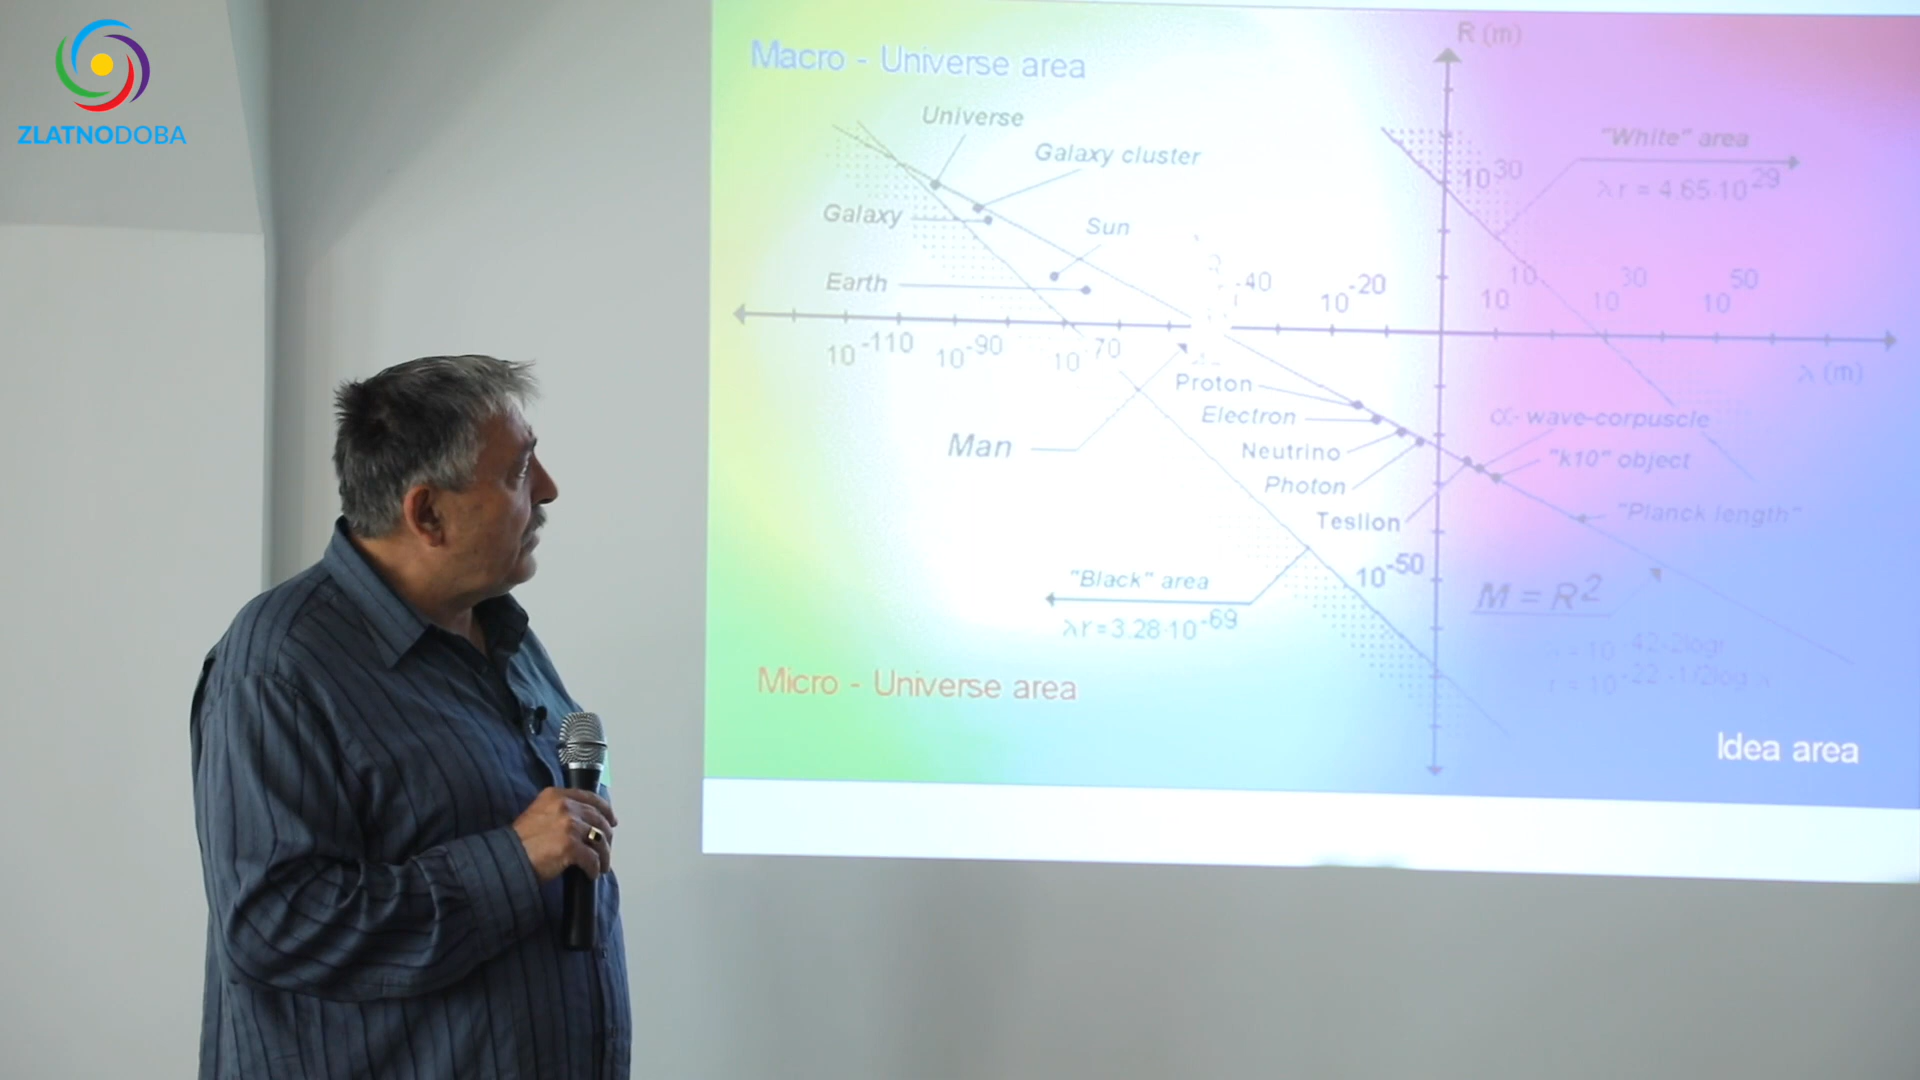 ZLATNODOBA
R (m)
Macro - Universe area
Universe
Galaxy cluster
"White" area
λ r = 4.65·10^29
10^30
Galaxy
Sun
Earth
-40
10^-20
10^10
10^30
10^50
10^-110
10^-90
10^-70
λ (m)
Proton
Electron
α- wave-corpuscle
Man
Neutrino
"k10" object
Photon
"Planck length"
Teslion
10^-50
"Black" area
M = R^2
λ r = 3.28·10^-69
Micro - Universe area
Idea area